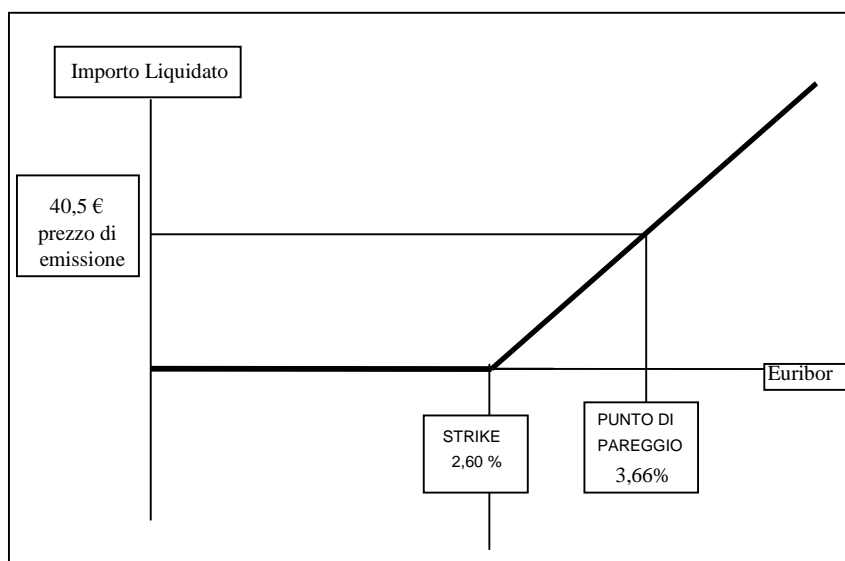 Importo Liquidato
40,5 €
prezzo di
emissione
Euribor
STRIKE
2,60 %
PUNTO DI
PAREGGIO
3,66%